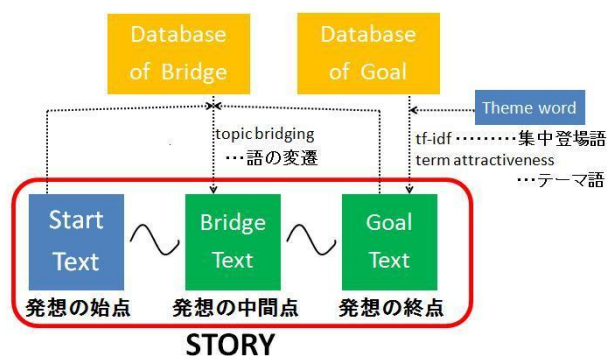 Database
of Bridge
Database
of Goal
Theme word
topic bridging
…語の変遷
tf-idf ………集中登場語
term attractiveness
…テーマ語
Start
Text
Bridge
Text
Goal
Text
発想の始点
発想の中間点
発想の終点
STORY